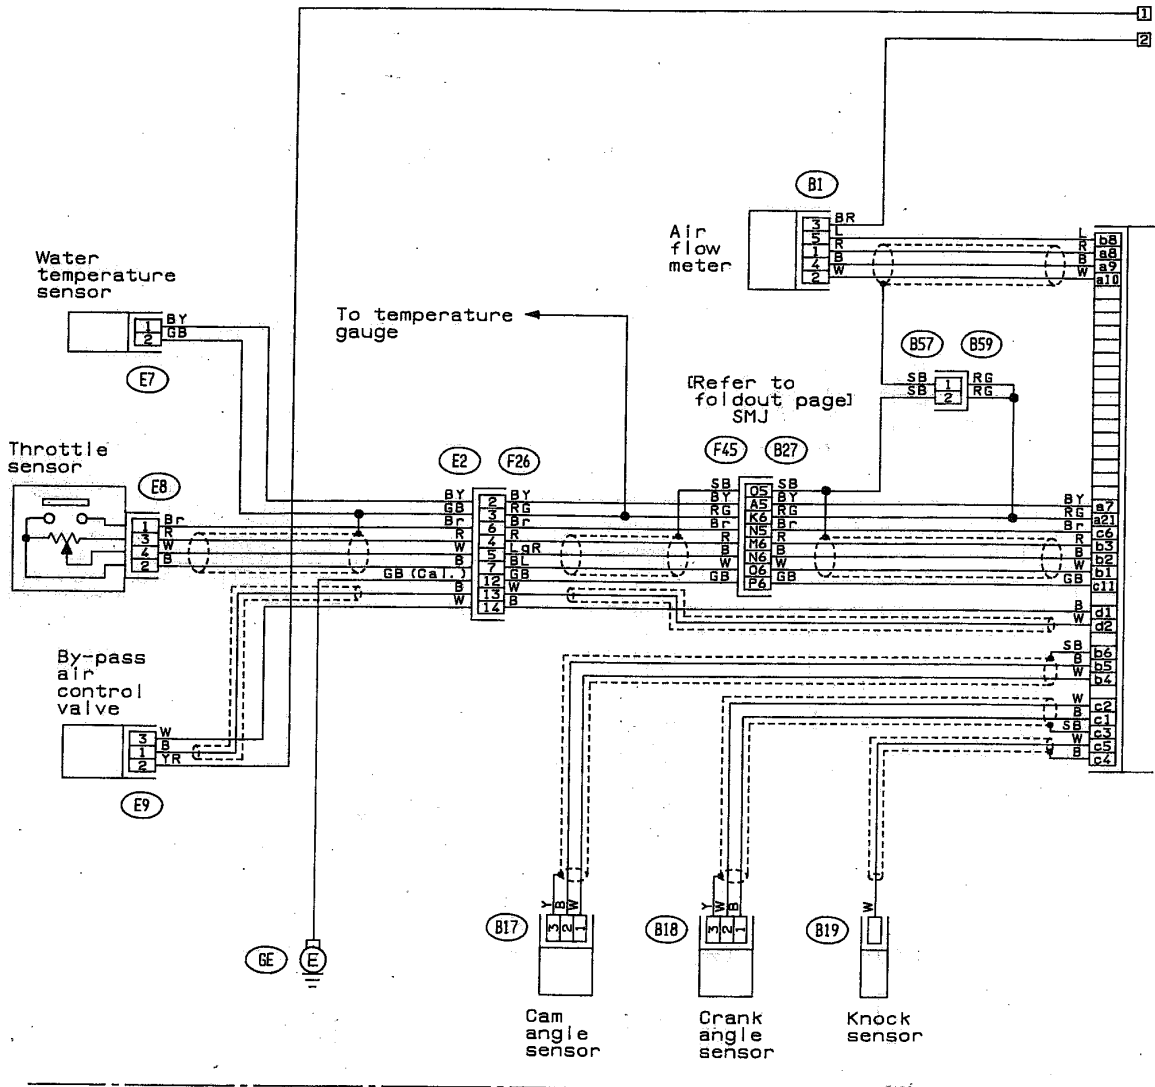 1
2
B1
Air
flow
meter
3 BR
5 L
1 R
4 B
2 W
L b8
R a8
B a9
W a10
Water
temperature
sensor
1 BY
2 GB
E7
To temperature
gauge
B57 B59
SB 1 RG
SB 2 RG
[Refer to
foldout page]
SMJ
F45 B27
Throttle
sensor
E8
1 Br
3 R
4 W
2 B
E2 F26
BY 2 BY
GB 3 RG
Br 6 Br
R 4 R
W 5 LgR
B 7 BL
GB (Cal.) 12 GB
B 13 W
W 14 B
SB O5 SB
BY A5 BY
RG K6 RG
Br N5 Br
R M6 R
B N6 B
W O6 W
GB P6 GB
BY a7
RG a21
Br c6
R b3
B b2
W b1
GB c11
B d1
W d2
SB b6
B b5
W b4
W c2
B c1
SB c3
W c5
B c4
By-pass
air
control
valve
3 W
1 B
2 YR
E9
GE E
B17
Y B W
3 2 1
Cam
angle
sensor
B18
Y W B
3 2 1
Crank
angle
sensor
B19
W
Knock
sensor